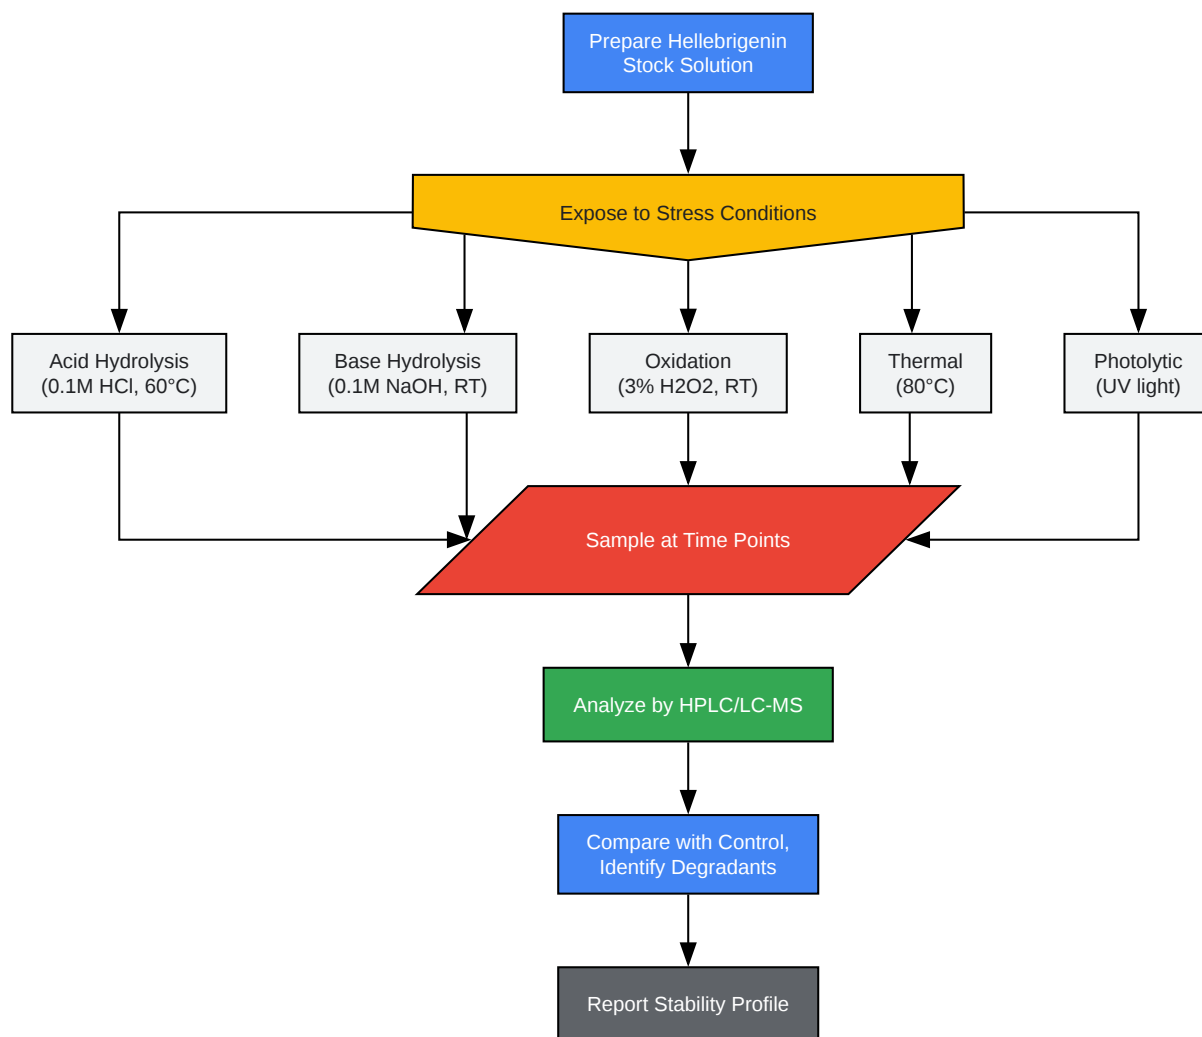 Prepare Hellebrigenin
Stock Solution
Expose to Stress Conditions
Acid Hydrolysis
(0.1M HCl, 60°C)
Base Hydrolysis
(0.1M NaOH, RT)
Oxidation
(3% H2O2, RT)
Thermal
(80°C)
Photolytic
(UV light)
Sample at Time Points
Analyze by HPLC/LC-MS
Compare with Control,
Identify Degradants
Report Stability Profile